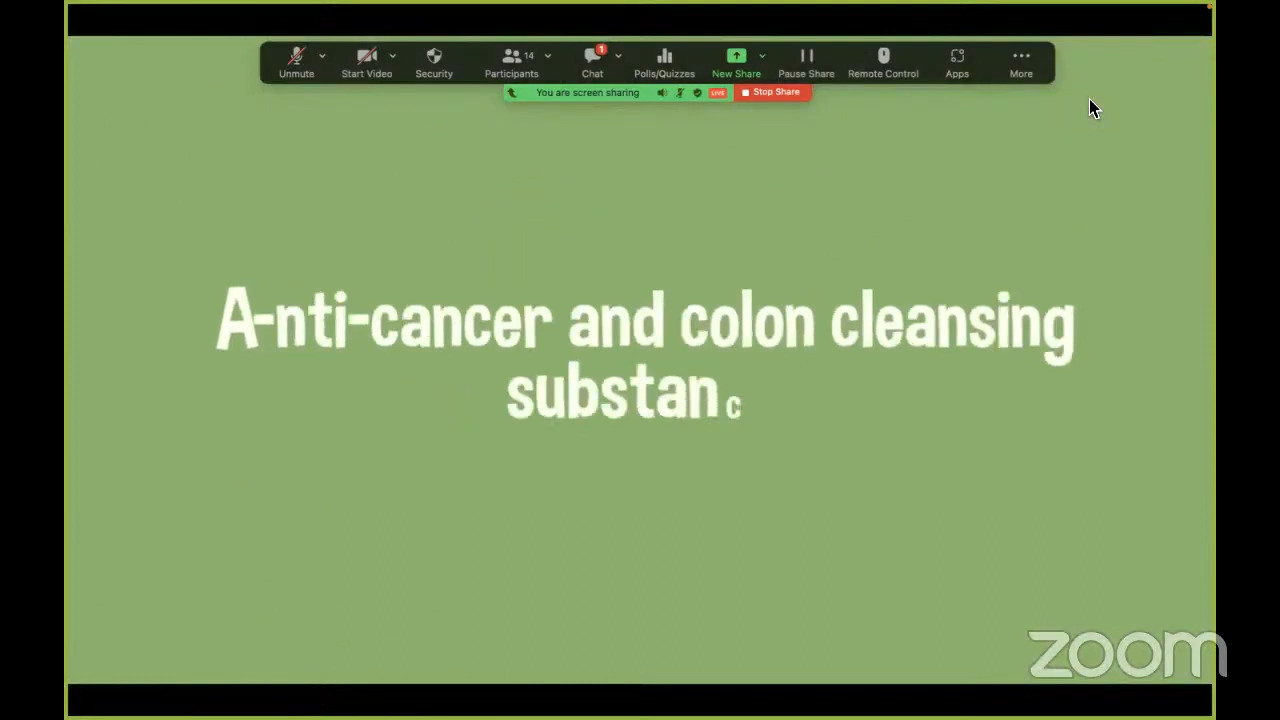 Unmute Start Video Security Participants 14 Chat 1 Polls/Quizzes New Share Pause Share Remote Control Apps More
You are screen sharing LIVE Stop Share
A-nti-cancer and colon cleansing
substanc
zoom